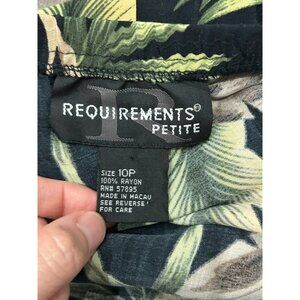 REQUIREMENTS®
PETITE
SIZE 10P
100% RAYON
RN# 57895
MADE IN MACAU
SEE REVERSE
FOR CARE